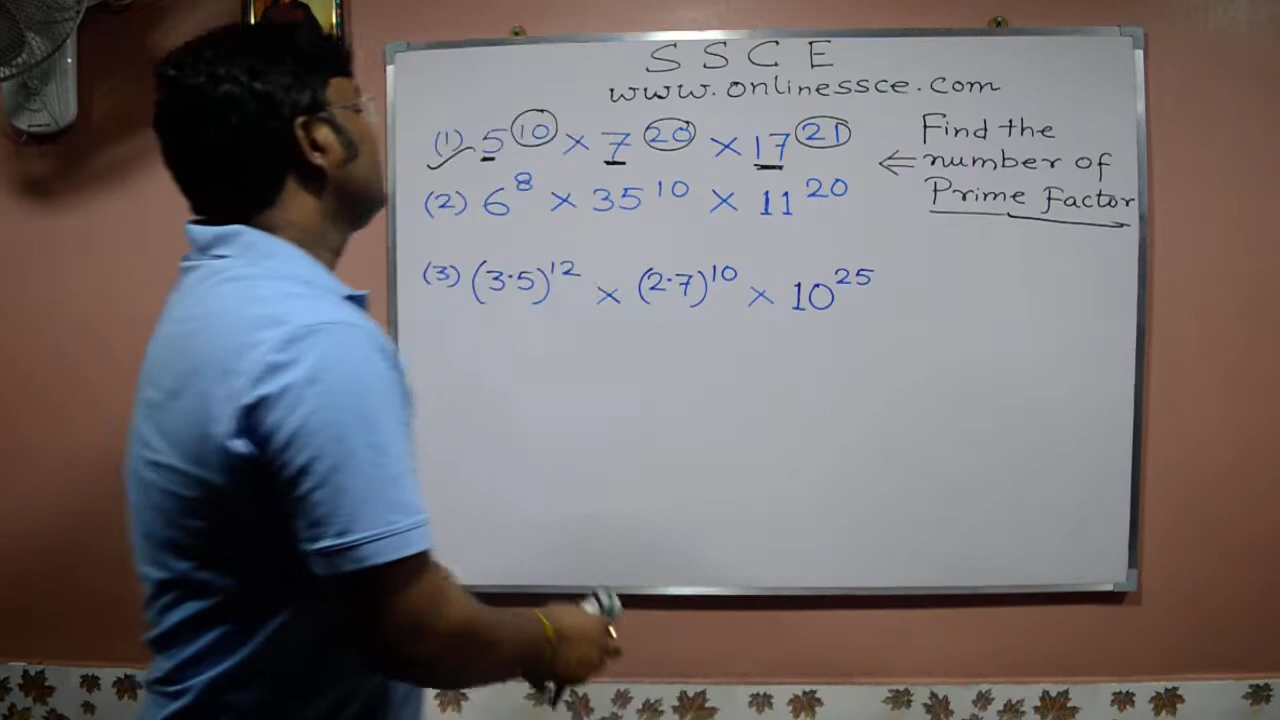 S S C E
www.onlinessce.com
(1) 5^10 × 7^20 × 17^21
(2) 6^8 × 35^10 × 11^20
(3) (3·5)^12 × (2·7)^10 × 10^25
⇐ Find the
number of
Prime Factor